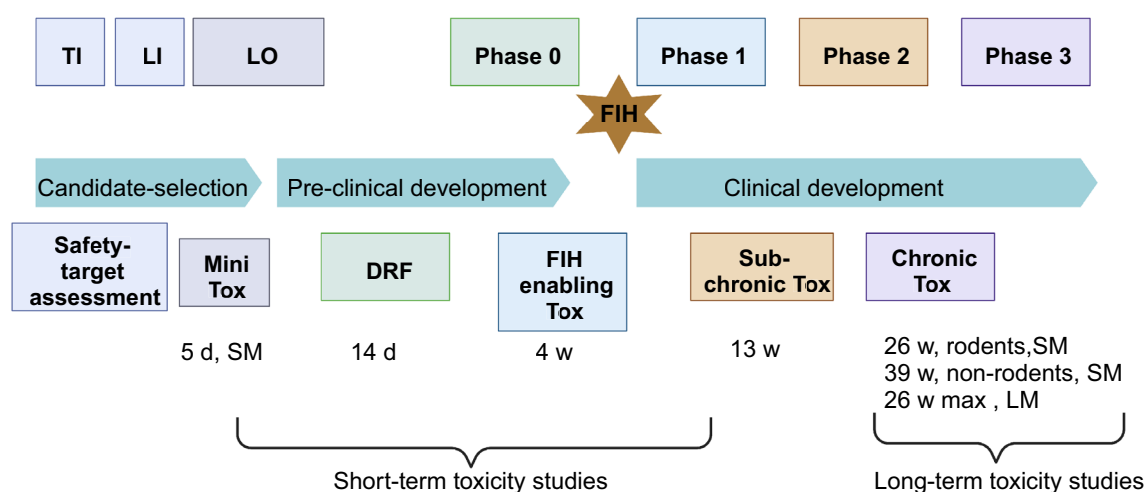 TI
LI
LO
Phase 0
Phase 1
Phase 2
Phase 3
FIH
Candidate-selection
Pre-clinical development
Clinical development
Safety-
target
assessment
Mini
Tox
DRF
FIH
enabling
Tox
Sub-
chronic Tox
Chronic
Tox
5 d, SM
14 d
4 w
13 w
26 w, rodents,SM
39 w, non-rodents, SM
26 w max , LM
Short-term toxicity studies
Long-term toxicity studies